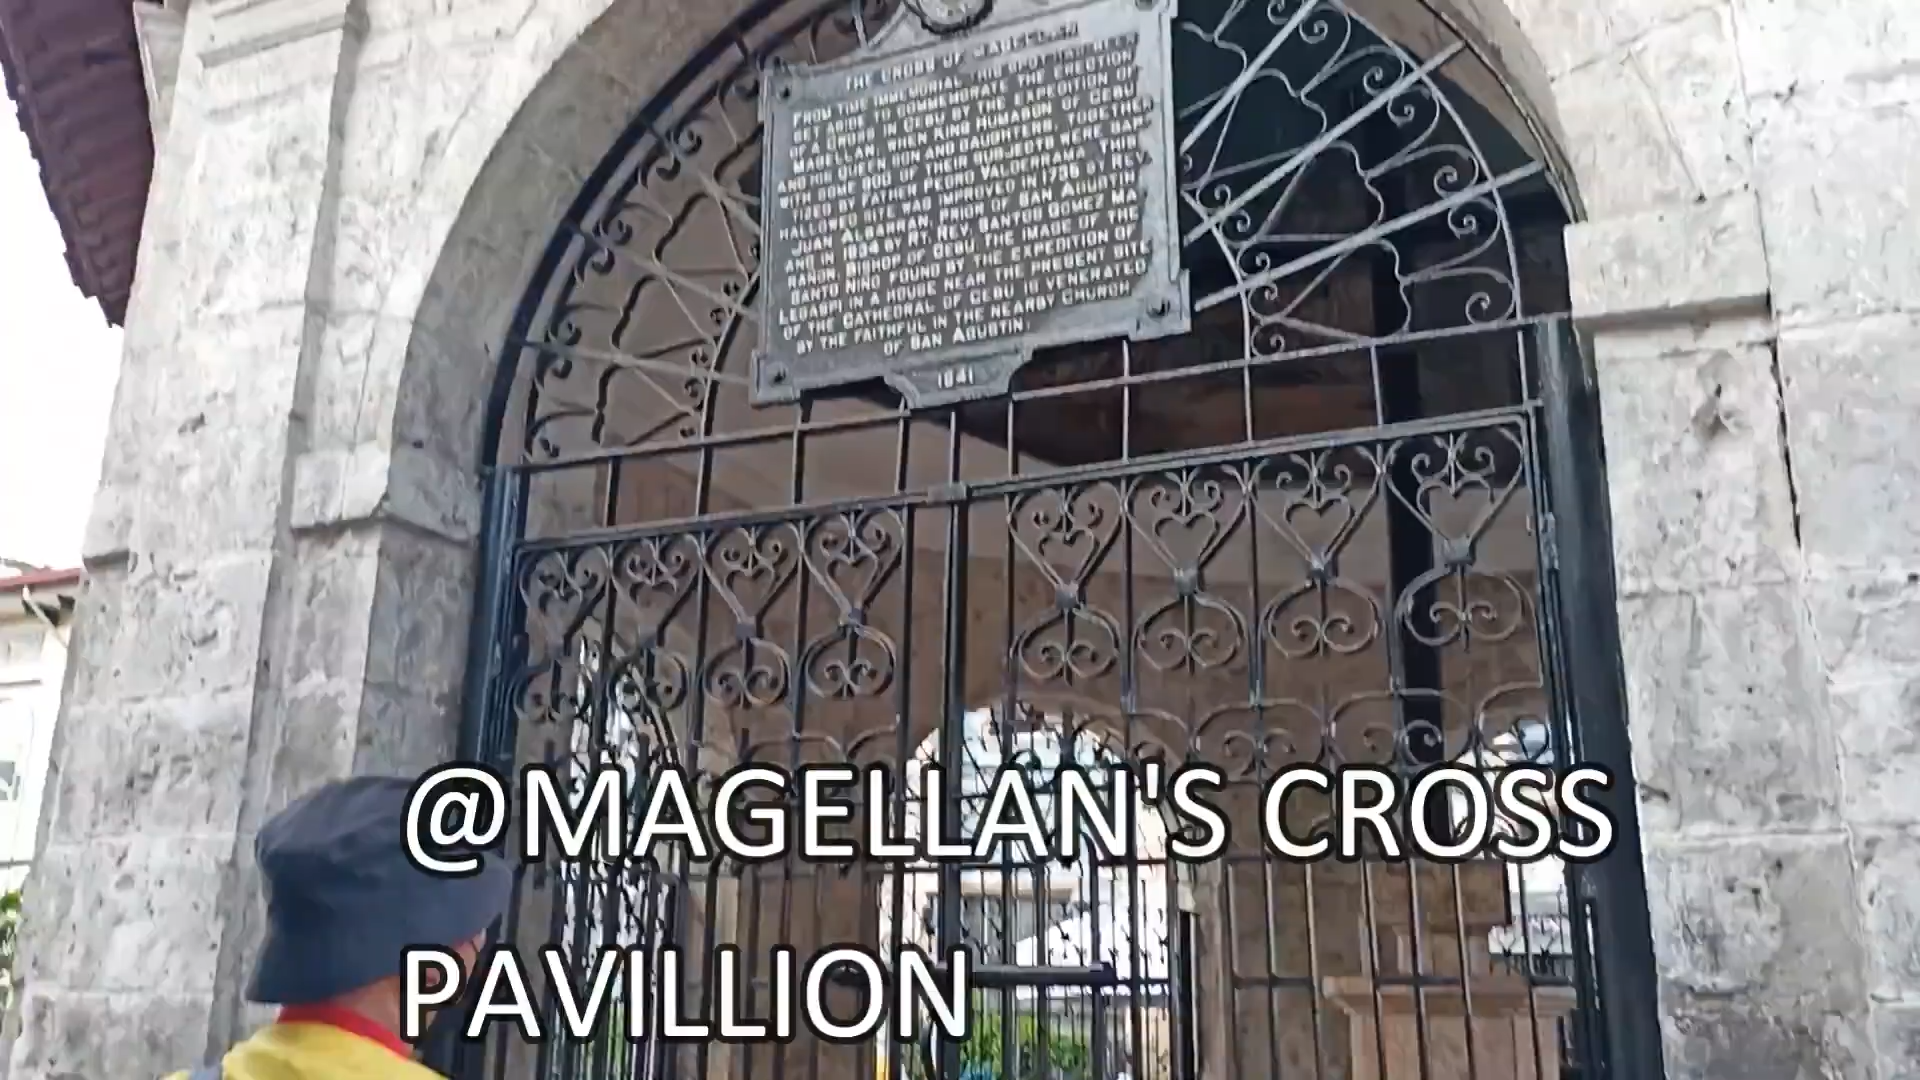 THE CROSS OF MAGELLAN
FROM TIME IMMEMORIAL THIS SPOT
SET ASIDE TO COMMEMORATE THE ERECTION
OF A CROSS IN CEBU BY THE EXPEDITION OF
MAGELLAN. WHEN KING HUMABON OF CEBU
AND HIS QUEEN, SON AND DAUGHTERS, TOGETHER
WITH SOME 800 OF THEIR SUBJECTS WERE BAP
TIZED BY FATHER PEDRO VALDERRAMA. THIS
HALLOWED SITE WAS IMPROVED IN 1735 BY REV.
JUAN ALBARRAN, PRIOR OF SAN AGUSTIN
AND IN 1834 BY RT. REV. SANTOS GOMEZ MA
RAÑON, BISHOP OF CEBU. THE IMAGE OF THE
SANTO NIÑO FOUND BY THE EXPEDITION OF
LEGASPI IN A HOUSE NEAR THE PRESENT SITE
OF THE CATHEDRAL OF CEBU IS VENERATED
BY THE FAITHFUL IN THE NEARBY CHURCH
OF SAN AGUSTIN.
1941
@MAGELLAN'S CROSS
PAVILLION